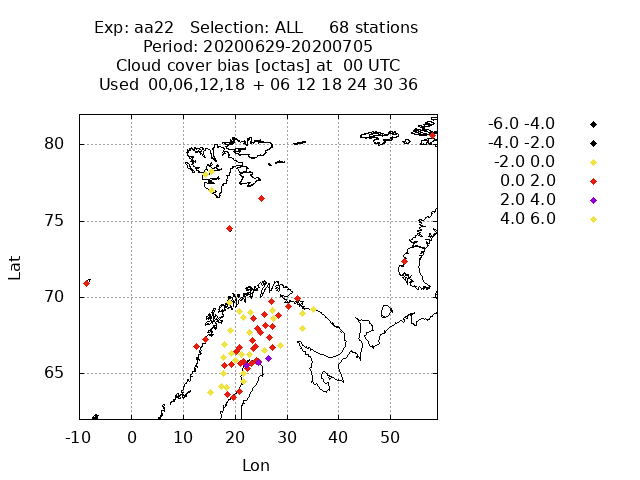 Exp: aa22 Selection: ALL 68 stations
Period: 20200629-20200705
Cloud cover bias [octas] at 00 UTC
Used 00,06,12,18 + 06 12 18 24 30 36
-6.0 -4.0
-4.0 -2.0
-2.0 0.0
0.0 2.0
2.0 4.0
4.0 6.0
80
75
70
65
Lat
-10 0 10 20 30 40 50
Lon